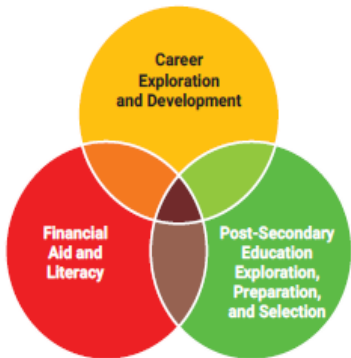 Career
Exploration
and Development
Financial
Aid and
Literacy
Post-Secondary
Education
Exploration,
Preparation,
and Selection